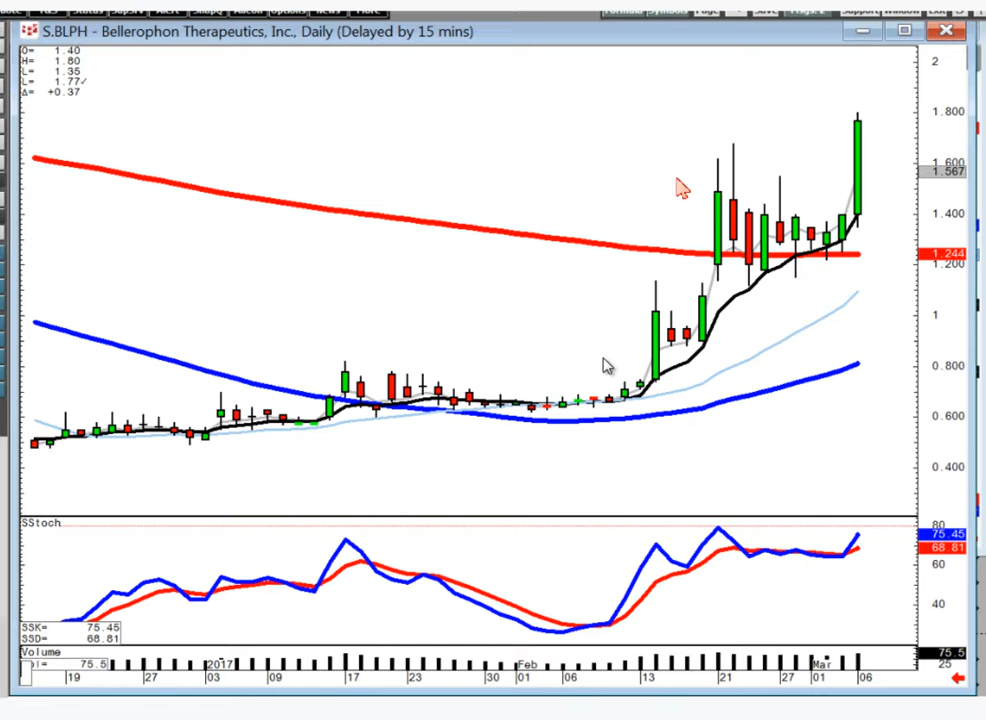 S.BLPH - Bellerophon Therapeutics, Inc., Daily (Delayed by 15 mins)
O= 1.40
H= 1.80
L= 1.35
L= 1.77✓
Δ= +0.37
2
1.800
1.600
1.567
1.400
1.244
1.200
1
0.800
0.600
0.400
SStoch
80
75.45
68.81
60
40
SSK= 75.45
SSD= 68.81
Volume
75.5
2017
Feb
Mar
75.5
25
19 27 03 09 17 23 30 01 06 13 21 27 01 06